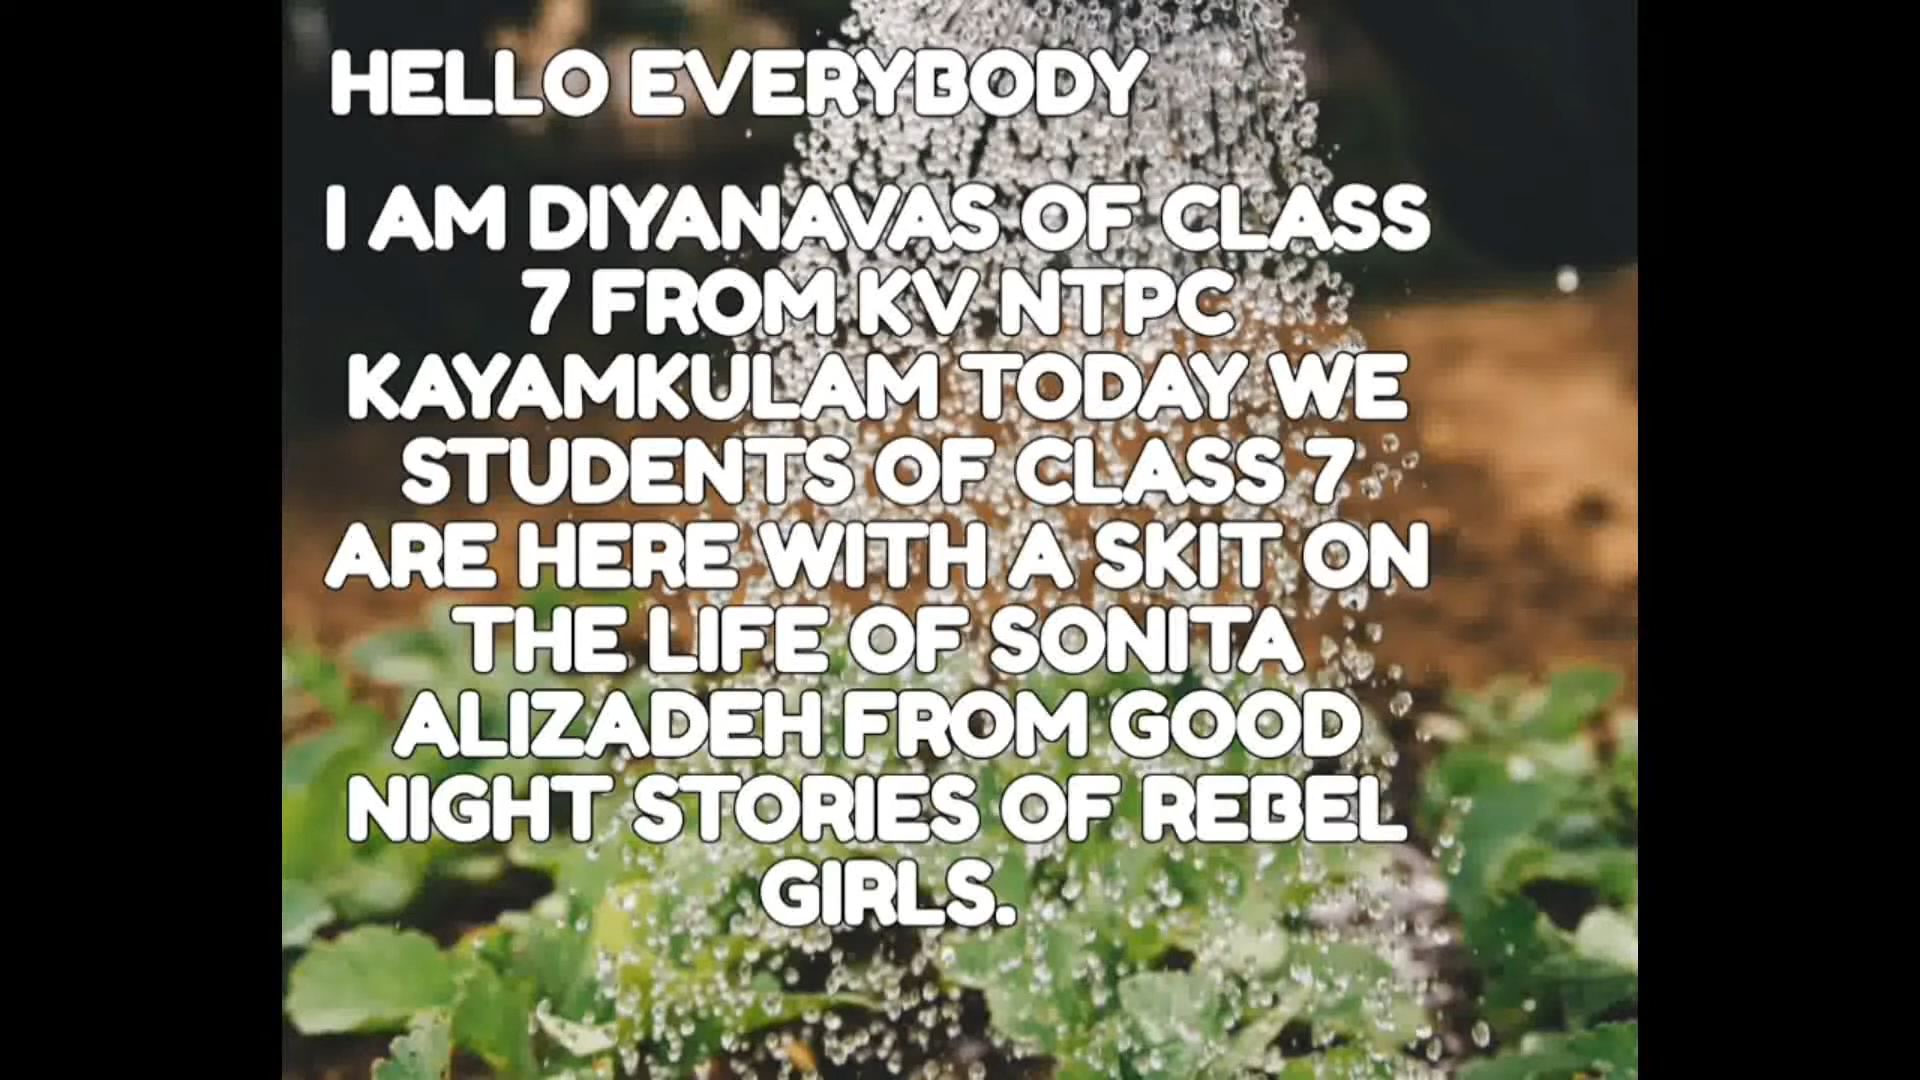 HELLO EVERYBODY
I AM DIYANAVAS OF CLASS
7 FROM KV NTPC
KAYAMKULAM TODAY WE
STUDENTS OF CLASS 7
ARE HERE WITH A SKIT ON
THE LIFE OF SONITA
ALIZADEH FROM GOOD
NIGHT STORIES OF REBEL
GIRLS.